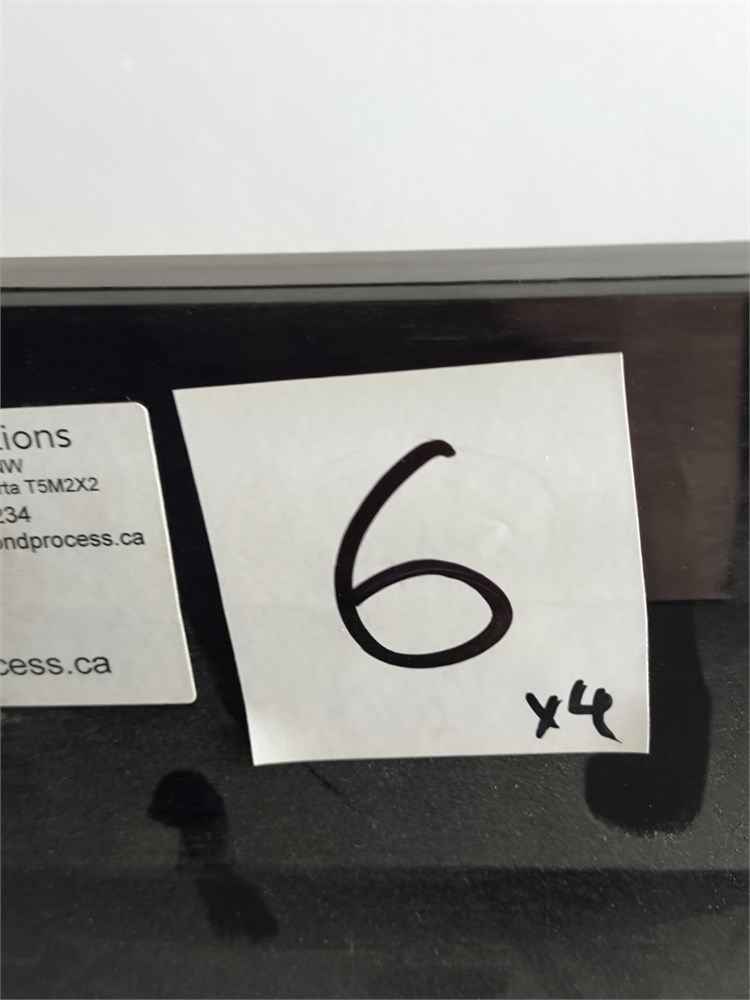 ions
rta T5M2X2
234
ondprocess.ca
cess.ca
6
x4